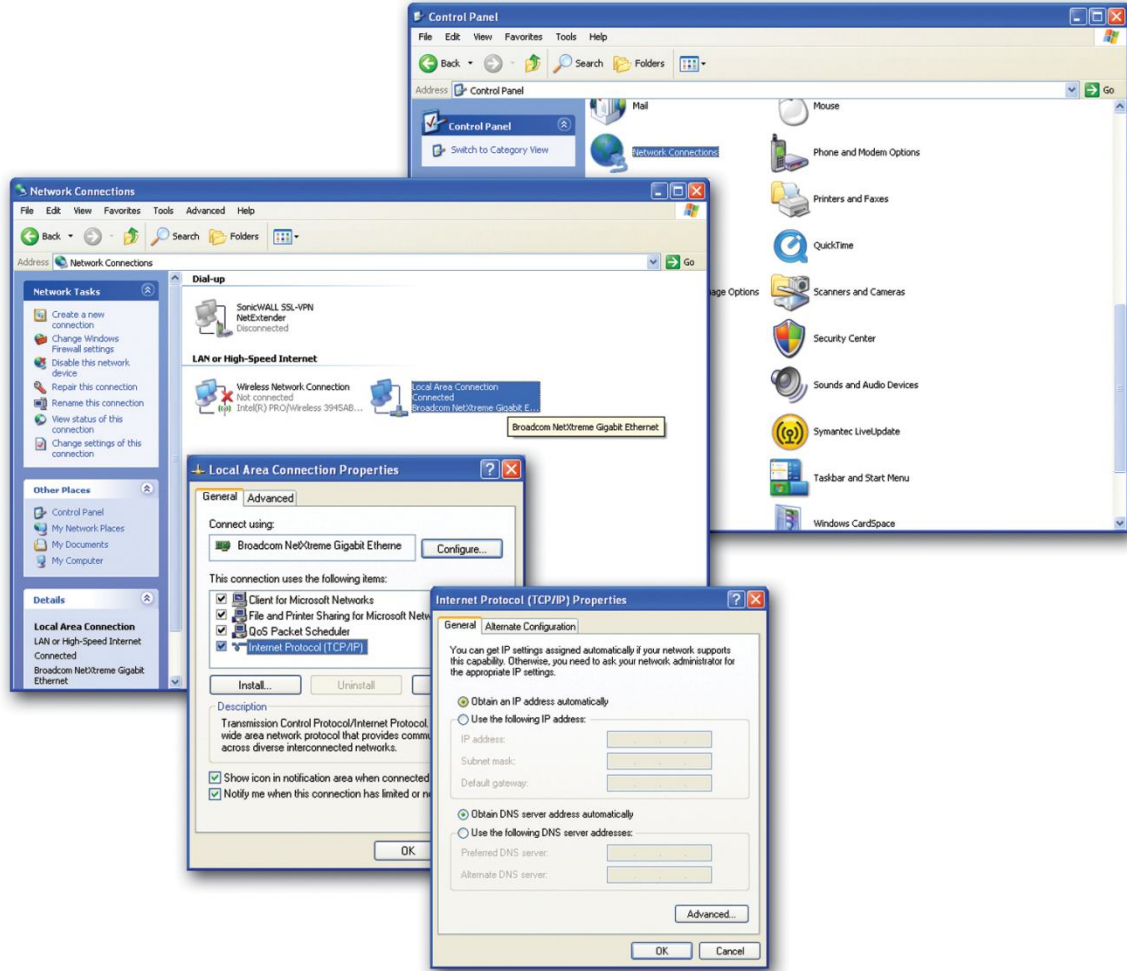 Control Panel
File Edit View Favorites Tools Help
Back Search Folders
Address Control Panel Go
Control Panel
Switch to Category View
Mail
Mouse
Network Connections
Phone and Modem Options
Printers and Faxes
QuickTime
Options
Scanners and Cameras
Security Center
Sounds and Audio Devices
Symantec LiveUpdate
Taskbar and Start Menu
Windows CardSpace
Network Connections
File Edit View Favorites Tools Advanced Help
Back Search Folders
Address Network Connections Go
Network Tasks
Create a new
connection
Change Windows
Firewall settings
Disable this network
device
Repair this connection
Rename this connection
View status of this
connection
Change settings of this
connection
Other Places
Control Panel
My Network Places
My Documents
My Computer
Details
Local Area Connection
LAN or High-Speed Internet
Connected
Broadcom NetXtreme Gigabit
Ethernet
Dial-up
SonicWALL SSL-VPN
NetExtender
Disconnected
LAN or High-Speed Internet
Wireless Network Connection
Not connected
Intel(R) PRO/Wireless 3945AB...
Local Area Connection
Connected
Broadcom NetXtreme Gigabit E...
Broadcom NetXtreme Gigabit Ethernet
Local Area Connection Properties
General Advanced
Connect using:
Broadcom NetXtreme Gigabit Etherne Configure...
This connection uses the following items:
Client for Microsoft Networks
File and Printer Sharing for Microsoft
QoS Packet Scheduler
Internet Protocol (TCP/IP)
Install... Uninstall
Description
Transmission Control Protocol/Internet Protocol.
wide area network protocol that provides
across diverse interconnected networks.
Show icon in notification area when connected
Notify me when this connection has limited or
OK
Internet Protocol (TCP/IP) Properties
General Alternate Configuration
You can get IP settings assigned automatically if your network supports
this capability. Otherwise, you need to ask your network administrator for
the appropriate IP settings.
Obtain an IP address automatically
Use the following IP address:
IP address:
Subnet mask:
Default gateway:
Obtain DNS server address automatically
Use the following DNS server addresses:
Preferred DNS server:
Alternate DNS server:
Advanced...
OK Cancel